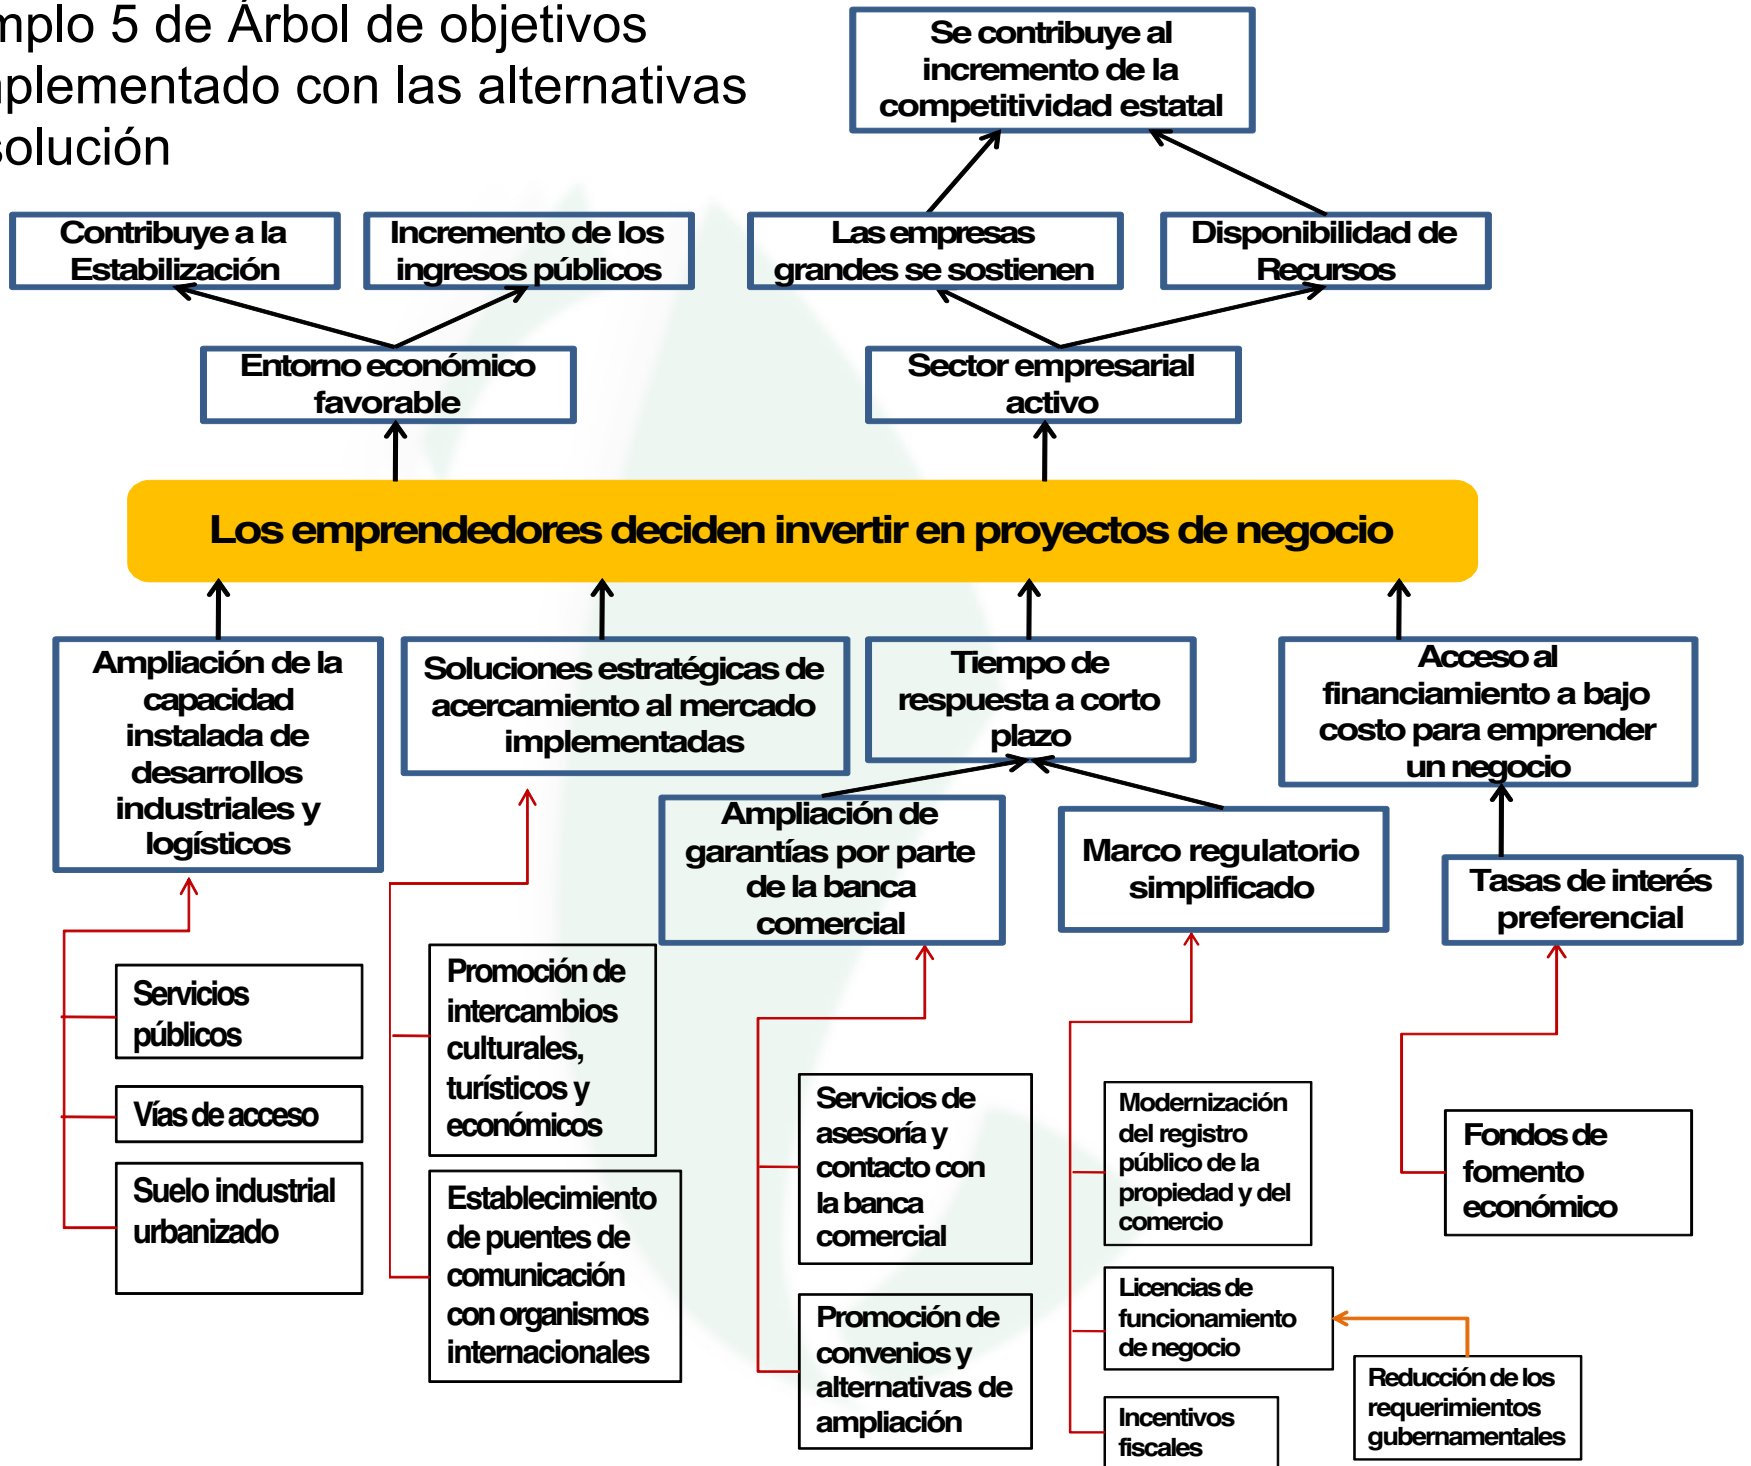 mplo 5 de Árbol de objetivos
plementado con las alternativas
solución
Se contribuye al
incremento de la
competitividad estatal
Contribuye a la
Estabilización
Incremento de los
ingresos públicos
Las empresas
grandes se sostienen
Disponibilidad de
Recursos
Entorno económico
favorable
Sector empresarial
activo
Los emprendedores deciden invertir en proyectos de negocio
Ampliación de la
capacidad
instalada de
desarrollos
industriales y
logísticos
Soluciones estratégicas de
acercamiento al mercado
implementadas
Tiempo de
respuesta a corto
plazo
Acceso al
financiamiento a bajo
costo para emprender
un negocio
Ampliación de
garantías por parte
de la banca
comercial
Marco regulatorio
simplificado
Tasas de interés
preferencial
Servicios
públicos
Vías de acceso
Suelo industrial
urbanizado
Promoción de
intercambios
culturales,
turísticos y
económicos
Establecimiento
de puentes de
comunicación
con organismos
internacionales
Servicios de
asesoría y
contacto con
la banca
comercial
Promoción de
convenios y
alternativas de
ampliación
Modernización
del registro
público de la
propiedad y del
comercio
Licencias de
funcionamiento
de negocio
Incentivos
fiscales
Reducción de los
requerimientos
gubernamentales
Fondos de
fomento
económico